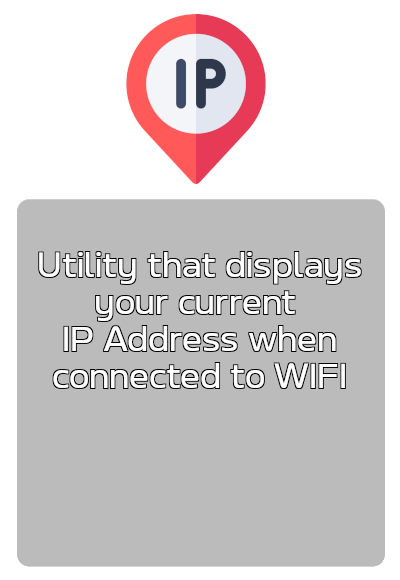 IP
Utility that displays
your current
IP Address when
connected to WIFI